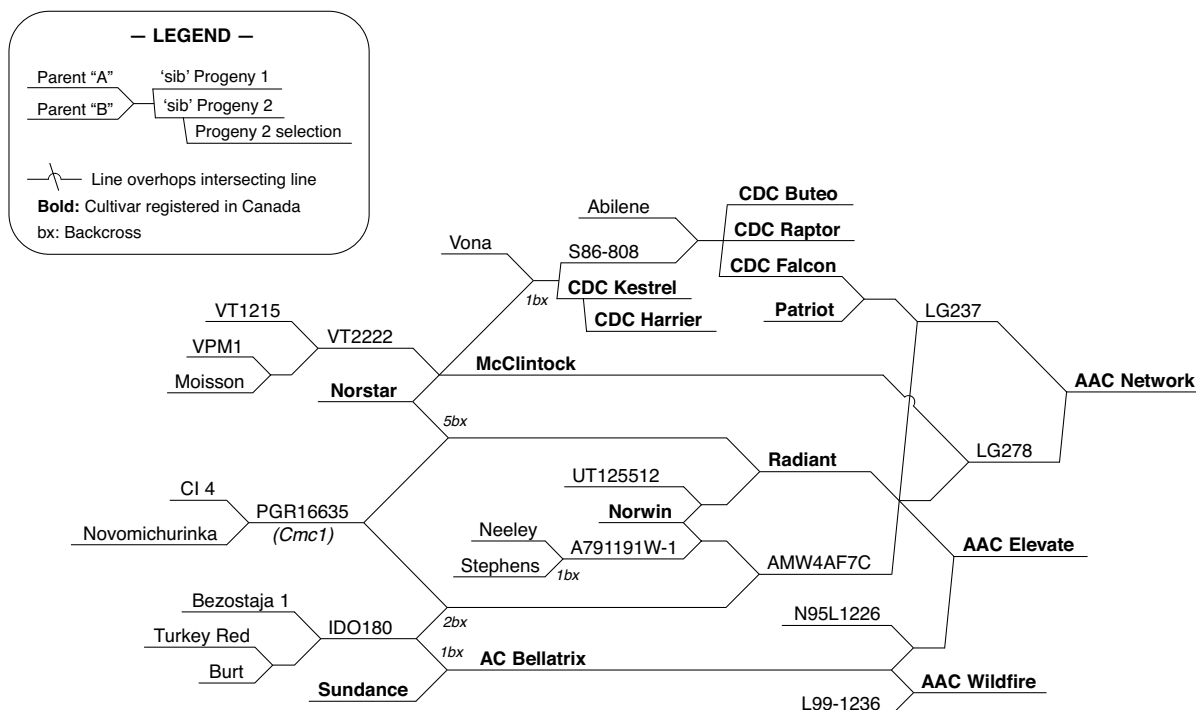 — LEGEND —
Parent “A”
‘sib’ Progeny 1
Parent “B”
‘sib’ Progeny 2
Progeny 2 selection
Line overhops intersecting line
Bold: Cultivar registered in Canada
bx: Backcross
CDC Buteo
Abilene
CDC Raptor
Vona
S86-808
CDC Falcon
1bx
CDC Kestrel
CDC Harrier
Patriot
LG237
VT1215
VT2222
VPM1
Moisson
McClintock
AAC Network
Norstar
5bx
LG278
Radiant
UT125512
CI 4
PGR16635
(Cmc1)
Novomichurinka
Norwin
Neeley
A791191W-1
Stephens
1bx
AMW4AF7C
AAC Elevate
Bezostaja 1
2bx
N95L1226
Turkey Red
IDO180
Burt
1bx
AC Bellatrix
Sundance
AAC Wildfire
L99-1236